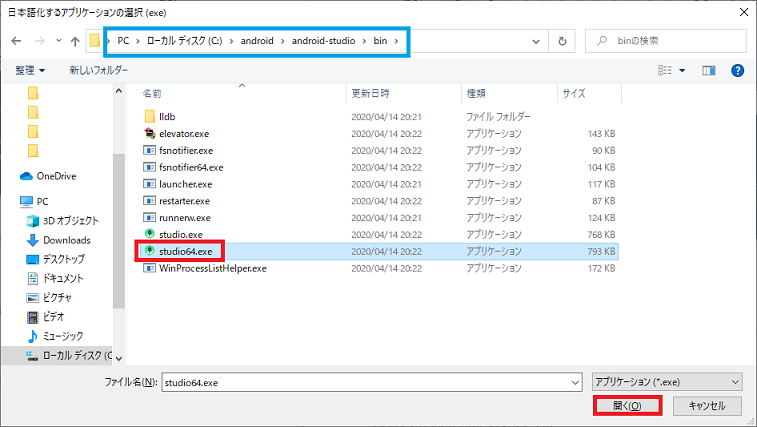 日本語化するアプリケーションの選択 (exe)
PC › ローカル ディスク (C:) › android › android-studio › bin ›
binの検索
整理 新しいフォルダー
名前 更新日時 種類 サイズ
lldb 2020/04/14 20:21 ファイル フォルダー
elevator.exe 2020/04/14 20:22 アプリケーション 143 KB
fsnotifier.exe 2020/04/14 20:22 アプリケーション 90 KB
fsnotifier64.exe 2020/04/14 20:22 アプリケーション 104 KB
launcher.exe 2020/04/14 20:21 アプリケーション 117 KB
restarter.exe 2020/04/14 20:22 アプリケーション 87 KB
runnerw.exe 2020/04/14 20:21 アプリケーション 124 KB
studio.exe 2020/04/14 20:22 アプリケーション 768 KB
studio64.exe 2020/04/14 20:22 アプリケーション 793 KB
WinProcessListHelper.exe 2020/04/14 20:22 アプリケーション 172 KB
OneDrive
PC
3D オブジェクト
Downloads
デスクトップ
ドキュメント
ピクチャ
ビデオ
ミュージック
ローカル ディスク (C
ファイル名(N): studio64.exe アプリケーション (*.exe)
開く(O) キャンセル